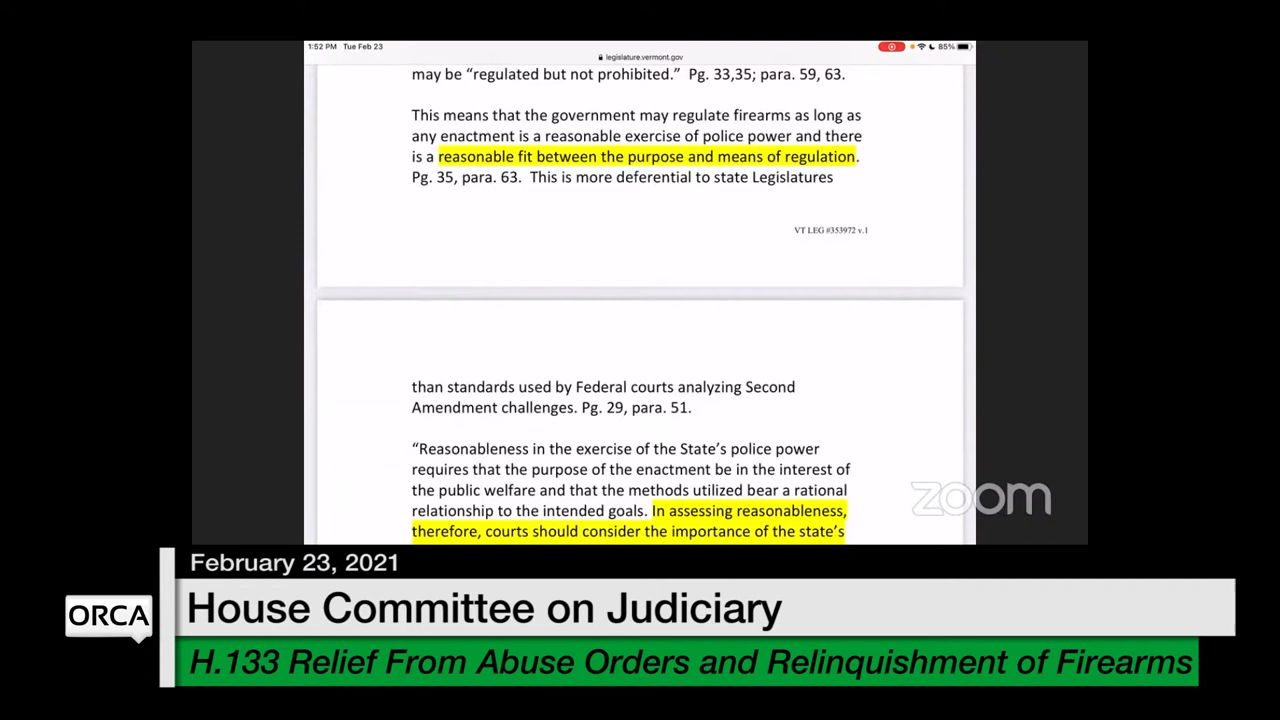 1:52 PM Tue Feb 23
85%
legislature.vermont.gov
may be “regulated but not prohibited.” Pg. 33,35; para. 59, 63.
This means that the government may regulate firearms as long as
any enactment is a reasonable exercise of police power and there
is a reasonable fit between the purpose and means of regulation.
Pg. 35, para. 63. This is more deferential to state Legislatures
VT LEG #353972 v.1
than standards used by Federal courts analyzing Second
Amendment challenges. Pg. 29, para. 51.
“Reasonableness in the exercise of the State’s police power
requires that the purpose of the enactment be in the interest of
the public welfare and that the methods utilized bear a rational
relationship to the intended goals. In assessing reasonableness,
therefore, courts should consider the importance of the state’s
zoom
February 23, 2021
ORCA
House Committee on Judiciary
H.133 Relief From Abuse Orders and Relinquishment of Firearms